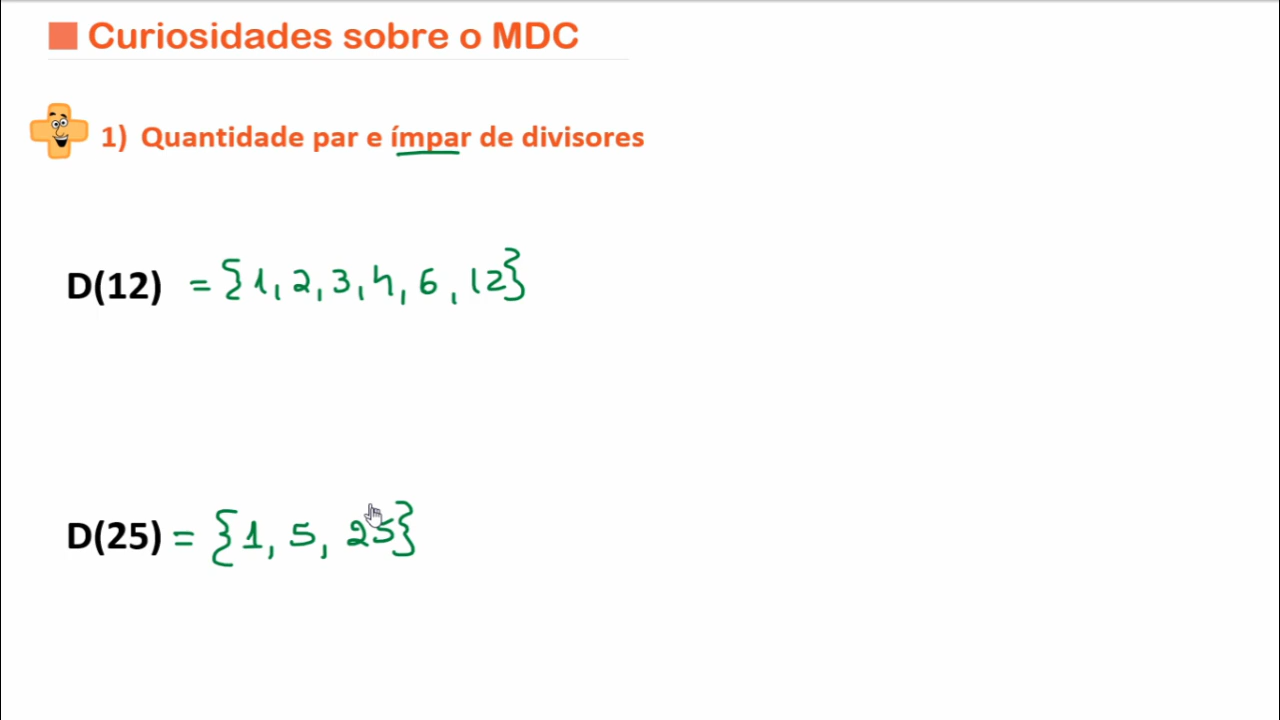 Curiosidades sobre o MDC
1) Quantidade par e ímpar de divisores
D(12) = {1, 2, 3, 4, 6, 12}
D(25) = {1, 5, 25}